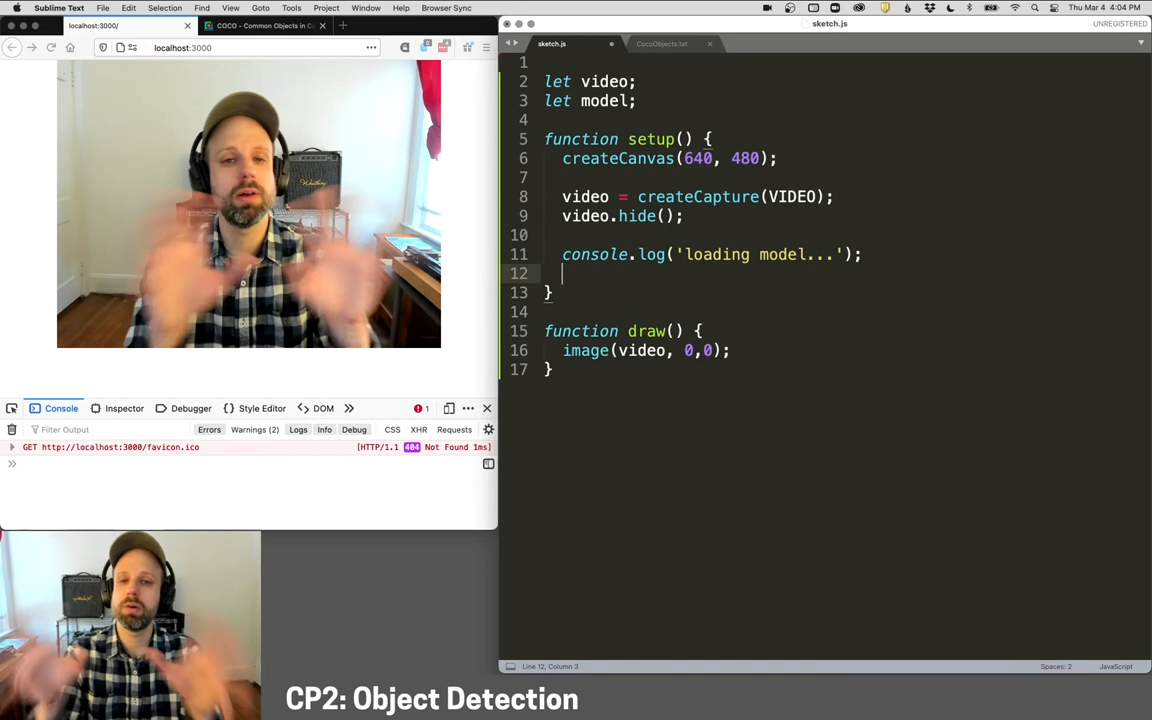 Sublime Text File Edit Selection Find View Goto Tools Project Window Help Browser Sync Thu Mar 4 4:04 PM
localhost:3000/ COCO - Common Objects in C
sketch.js UNREGISTERED
localhost:3000
sketch.js CocoObjects.txt
1
2 let video;
3 let model;
4
5 function setup() {
6 createCanvas(640, 480);
7
8 video = createCapture(VIDEO);
9 video.hide();
10
11 console.log('loading model...');
12
13 }
14
15 function draw() {
16 image(video, 0,0);
17 }
Console Inspector Debugger Style Editor DOM 1
Filter Output Errors Warnings (2) Logs Info Debug CSS XHR Requests
GET http://localhost:3000/favicon.ico [HTTP/1.1 404 Not Found 1ms]
Line 12, Column 3 Spaces: 2 JavaScript
CP2: Object Detection